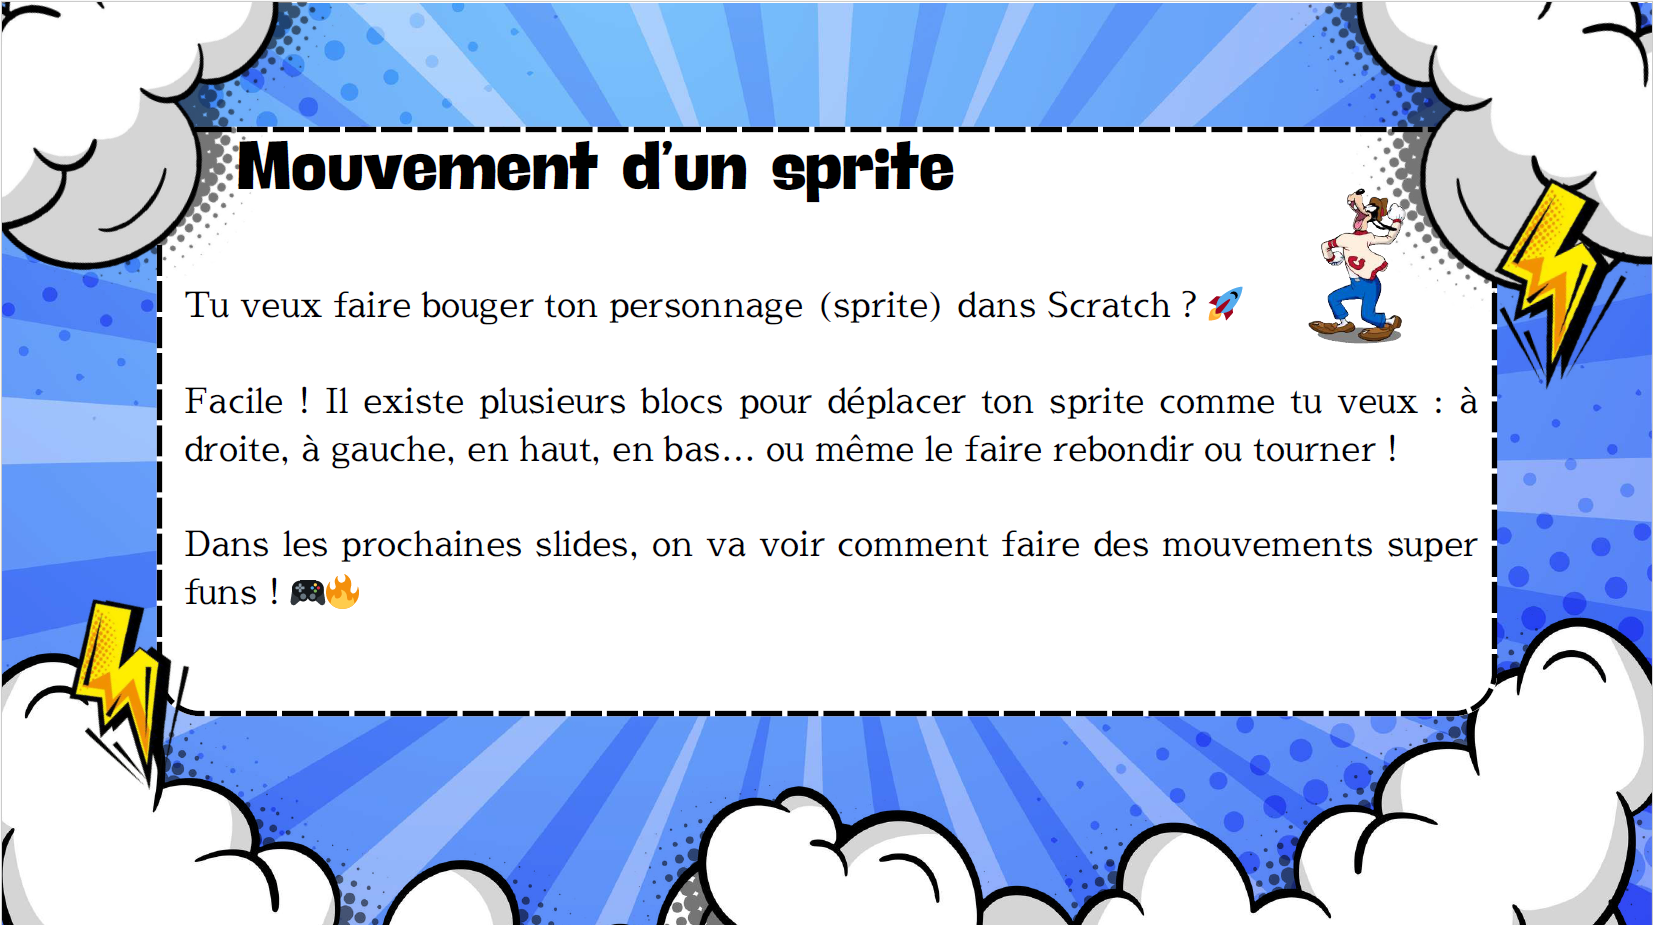 Mouvement d'un sprite
Tu veux faire bouger ton personnage (sprite) dans Scratch ? 🚀
Facile ! Il existe plusieurs blocs pour déplacer ton sprite comme tu veux : à
droite, à gauche, en haut, en bas... ou même le faire rebondir ou tourner !
Dans les prochaines slides, on va voir comment faire des mouvements super
funs ! 🎮🔥